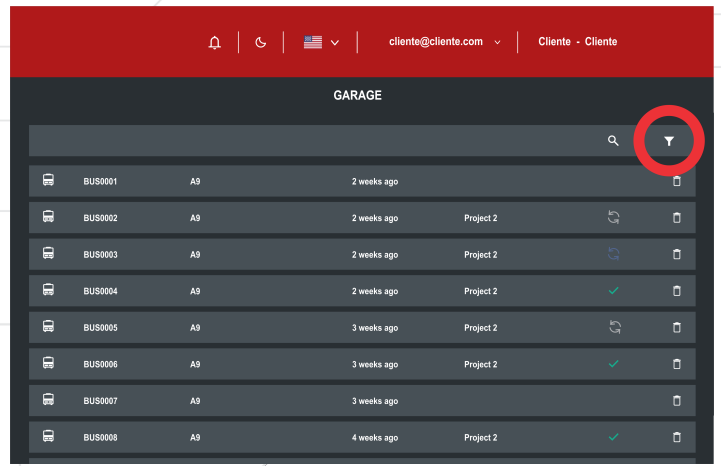 cliente@cliente.com Cliente - Cliente
GARAGE
BUS0001 A9 2 weeks ago
BUS0002 A9 2 weeks ago Project 2
BUS0003 A9 2 weeks ago Project 2
BUS0004 A9 2 weeks ago Project 2
BUS0005 A9 3 weeks ago Project 2
BUS0006 A9 3 weeks ago Project 2
BUS0007 A9 3 weeks ago
BUS0008 A9 4 weeks ago Project 2